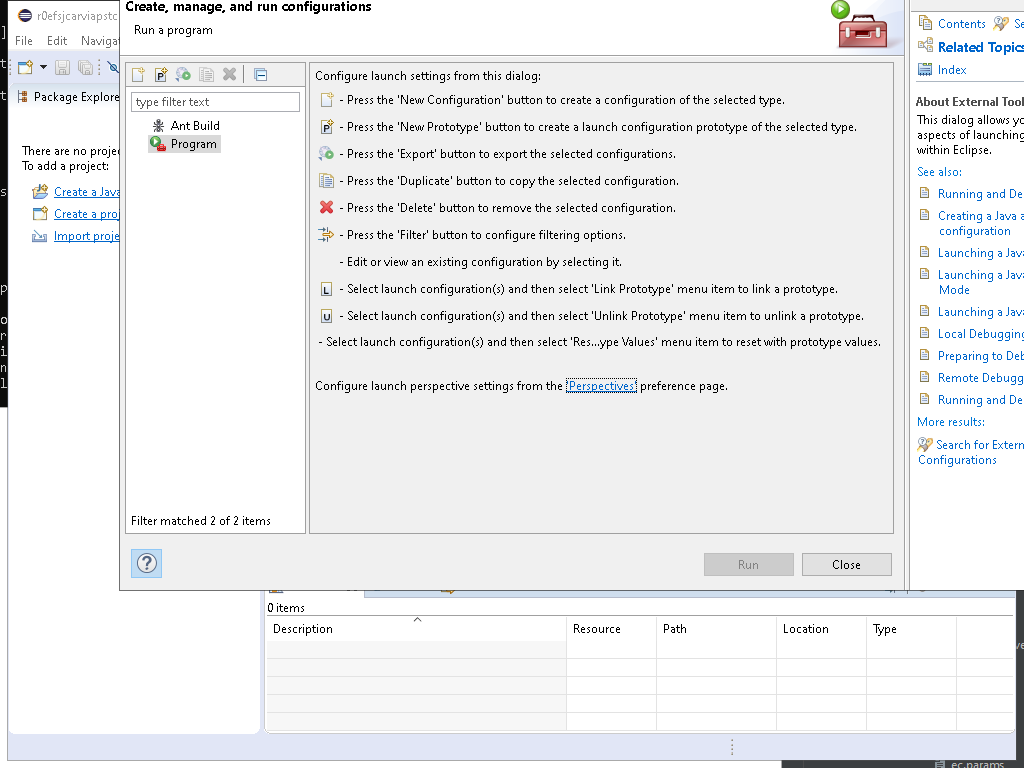 Create, manage, and run configurations
Run a program
r0efsjcarviapstc
File Edit Navigat
Package Explore
There are no proje
To add a project:
Create a Java
Create a proj
Import proje
type filter text
Ant Build
Program
Filter matched 2 of 2 items
Configure launch settings from this dialog:
- Press the 'New Configuration' button to create a configuration of the selected type.
- Press the 'New Prototype' button to create a launch configuration prototype of the selected type.
- Press the 'Export' button to export the selected configurations.
- Press the 'Duplicate' button to copy the selected configuration.
- Press the 'Delete' button to remove the selected configuration.
- Press the 'Filter' button to configure filtering options.
- Edit or view an existing configuration by selecting it.
L - Select launch configuration(s) and then select 'Link Prototype' menu item to link a prototype.
U - Select launch configuration(s) and then select 'Unlink Prototype' menu item to unlink a prototype.
- Select launch configuration(s) and then select 'Res...ype Values' menu item to reset with prototype values.
Configure launch perspective settings from the 'Perspectives' preference page.
?
Run
Close
Contents Se
Related Topics
Index
About External Tool
This dialog allows yo
aspects of launching
within Eclipse.
See also:
Running and De
Creating a Java a
configuration
Launching a Java
Launching a Java
Mode
Launching a Java
Local Debugging
Preparing to Deb
Remote Debugg
Running and De
More results:
Search for Extern
Configurations
0 items
Description Resource Path Location Type
ec.params